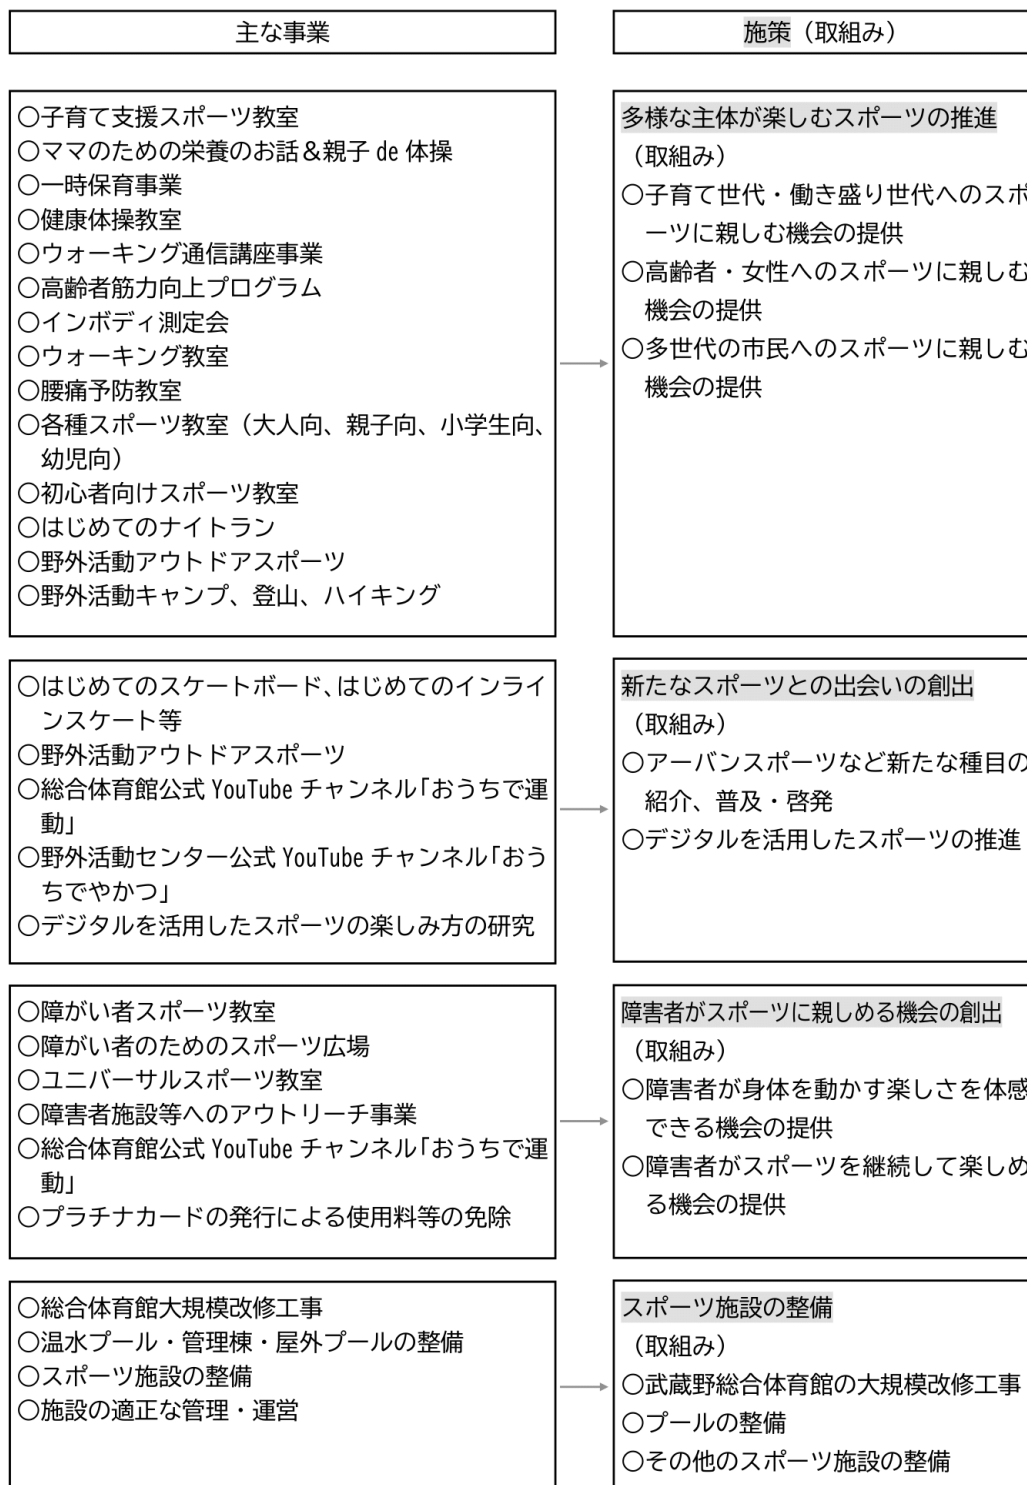 主な事業
施策（取組み）
○子育て支援スポーツ教室
○ママのための栄養のお話＆親子 de 体操
○一時保育事業
○健康体操教室
○ウォーキング通信講座事業
○高齢者筋力向上プログラム
○インボディ測定会
○ウォーキング教室
○腰痛予防教室
○各種スポーツ教室（大人向、親子向、小学生向、
幼児向）
○初心者向けスポーツ教室
○はじめてのナイトラン
○野外活動アウトドアスポーツ
○野外活動キャンプ、登山、ハイキング
多様な主体が楽しむスポーツの推進
（取組み）
○子育て世代・働き盛り世代へのスポ
ーツに親しむ機会の提供
○高齢者・女性へのスポーツに親しむ
機会の提供
○多世代の市民へのスポーツに親しむ
機会の提供
○はじめてのスケートボード、はじめてのインライ
ンスケート等
○野外活動アウトドアスポーツ
○総合体育館公式 YouTube チャンネル「おうちで運
動」
○野外活動センター公式 YouTube チャンネル「おう
ちでやかつ」
○デジタルを活用したスポーツの楽しみ方の研究
新たなスポーツとの出会いの創出
（取組み）
○アーバンスポーツなど新たな種目の
紹介、普及・啓発
○デジタルを活用したスポーツの推進
○障がい者スポーツ教室
○障がい者のためのスポーツ広場
○ユニバーサルスポーツ教室
○障害者施設等へのアウトリーチ事業
○総合体育館公式 YouTube チャンネル「おうちで運
動」
○プラチナカードの発行による使用料等の免除
障害者がスポーツに親しめる機会の創出
（取組み）
○障害者が身体を動かす楽しさを体感
できる機会の提供
○障害者がスポーツを継続して楽しめ
る機会の提供
○総合体育館大規模改修工事
○温水プール・管理棟・屋外プールの整備
○スポーツ施設の整備
○施設の適正な管理・運営
スポーツ施設の整備
（取組み）
○武蔵野総合体育館の大規模改修工事
○プールの整備
○その他のスポーツ施設の整備